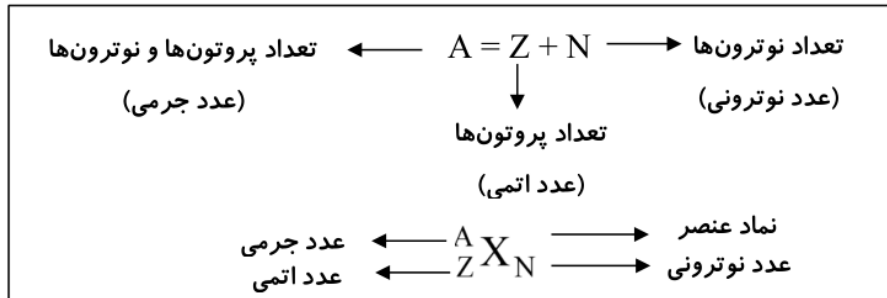 تعداد پروتون‌ها و نوترون‌ها A = Z + N تعداد نوترون‌ها
(عدد جرمی) (عدد نوترونی)
تعداد پروتون‌ها
(عدد اتمی)
نماد عنصر
عدد جرمی A X N عدد نوترونی
عدد اتمی Z